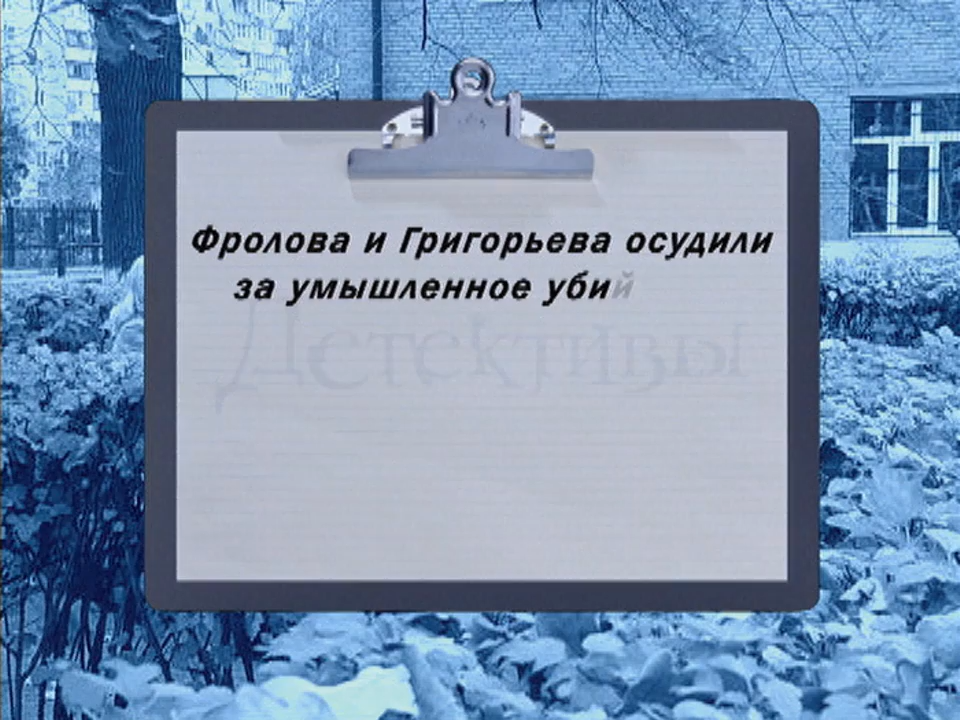 Фролова и Григорьева осудили
за умышленное убий
Детективы